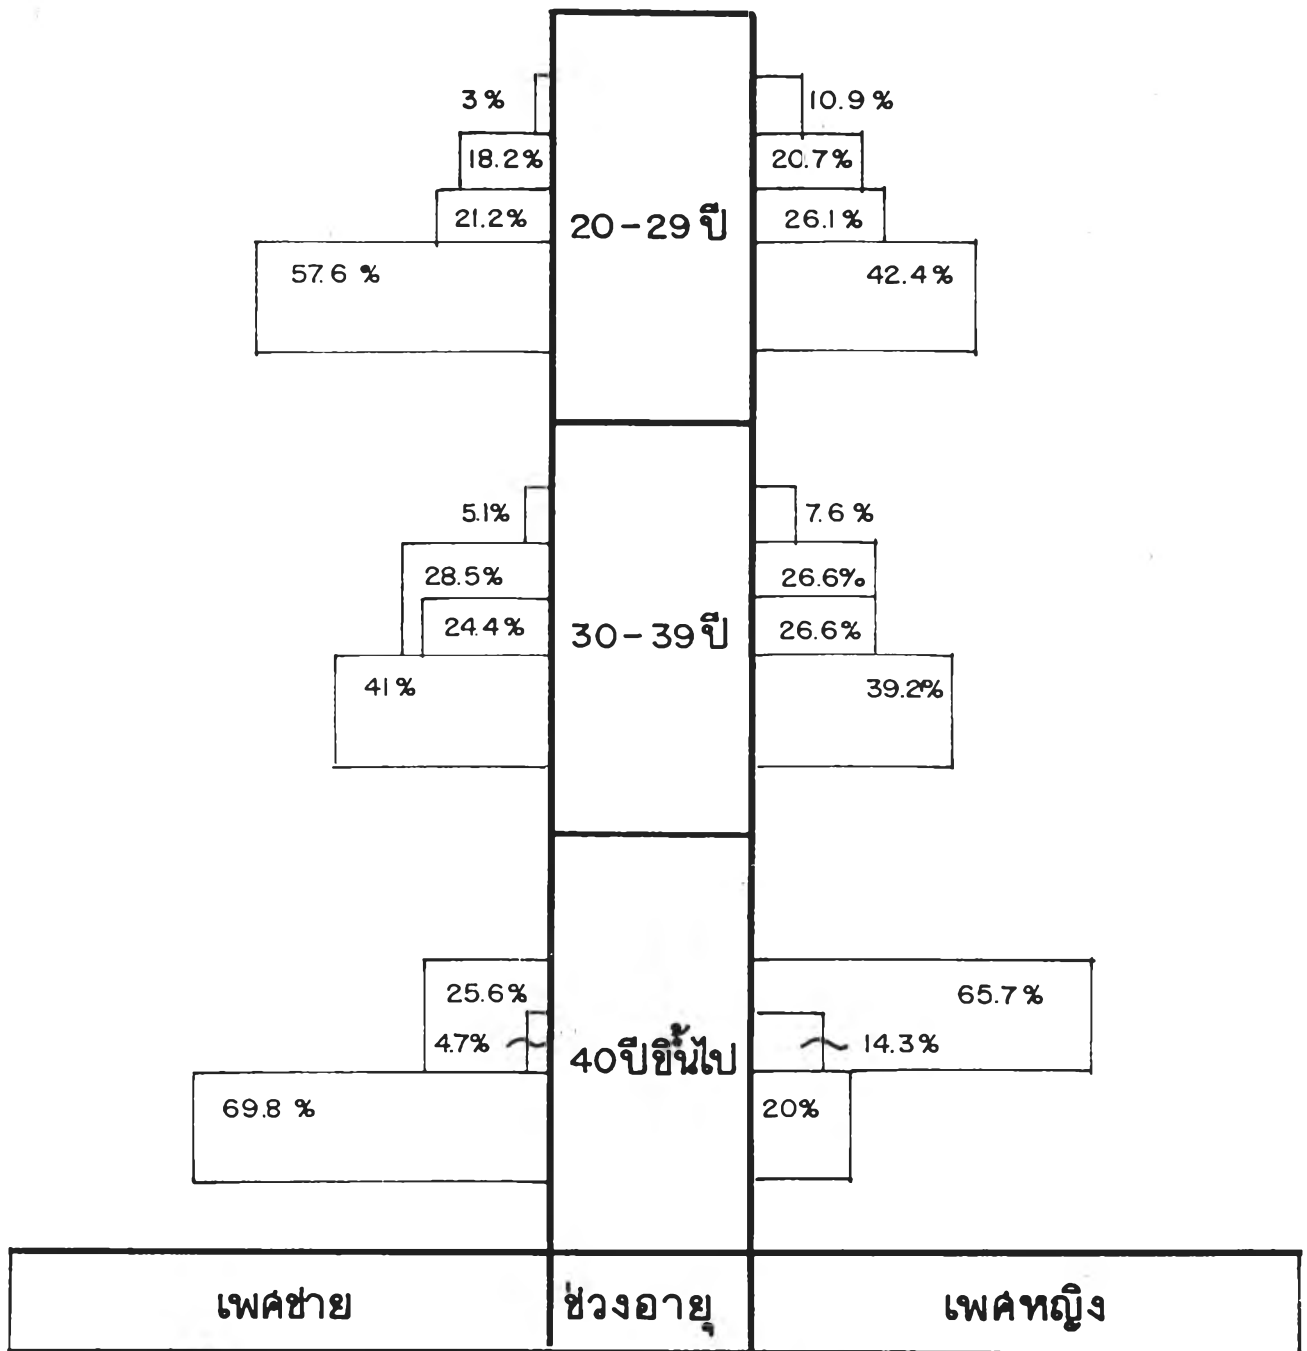 3% 10.9%
18.2% 20.7%
21.2% 20-29 ปี 26.1%
57.6 % 42.4%
5.1% 7.6 %
28.5% 26.6%
24.4% 30-39 ปี 26.6%
41% 39.2%
25.6% 65.7%
4.7% 40ปีขึ้นไป 14.3%
69.8 % 20%
เพศชาย ช่วงอายุ เพศหญิง